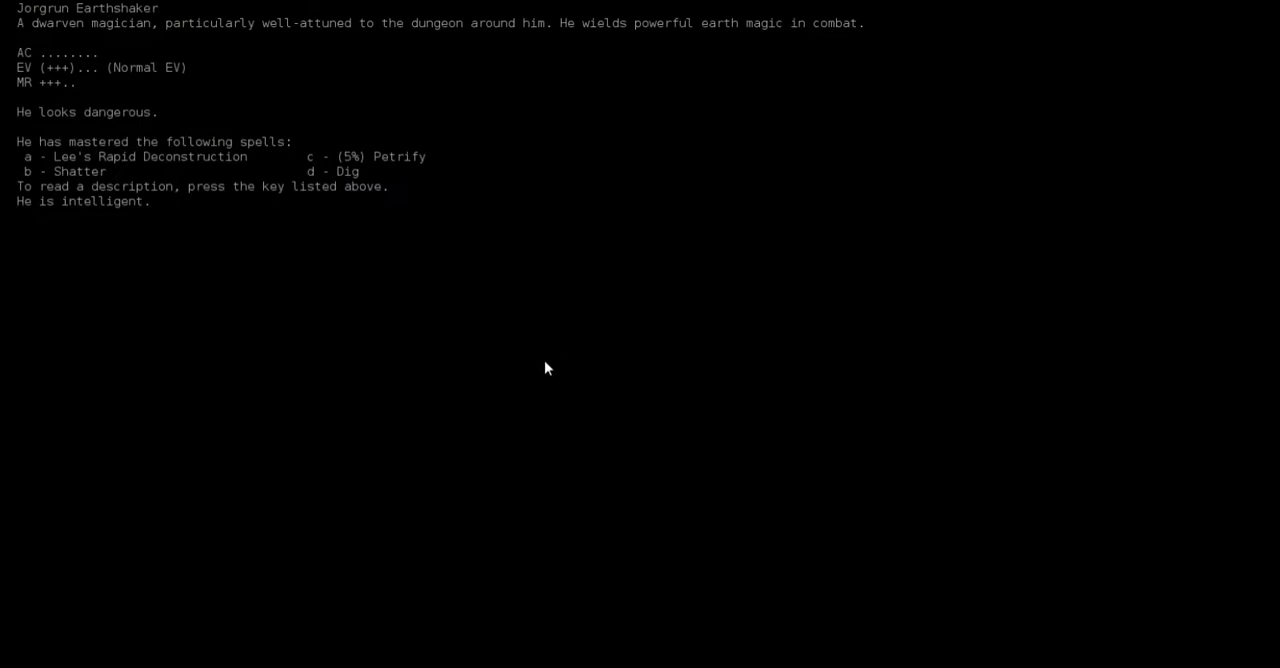 Jorgrun Earthshaker
A dwarven magician, particularly well-attuned to the dungeon around him. He wields powerful earth magic in combat.
AC ........
EV (+++)... (Normal EV)
MR +++..
He looks dangerous.
He has mastered the following spells:
a - Lee's Rapid Deconstruction c - (5%) Petrify
b - Shatter d - Dig
To read a description, press the key listed above.
He is intelligent.